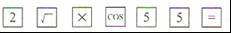 2 √ × COS 5 5 =